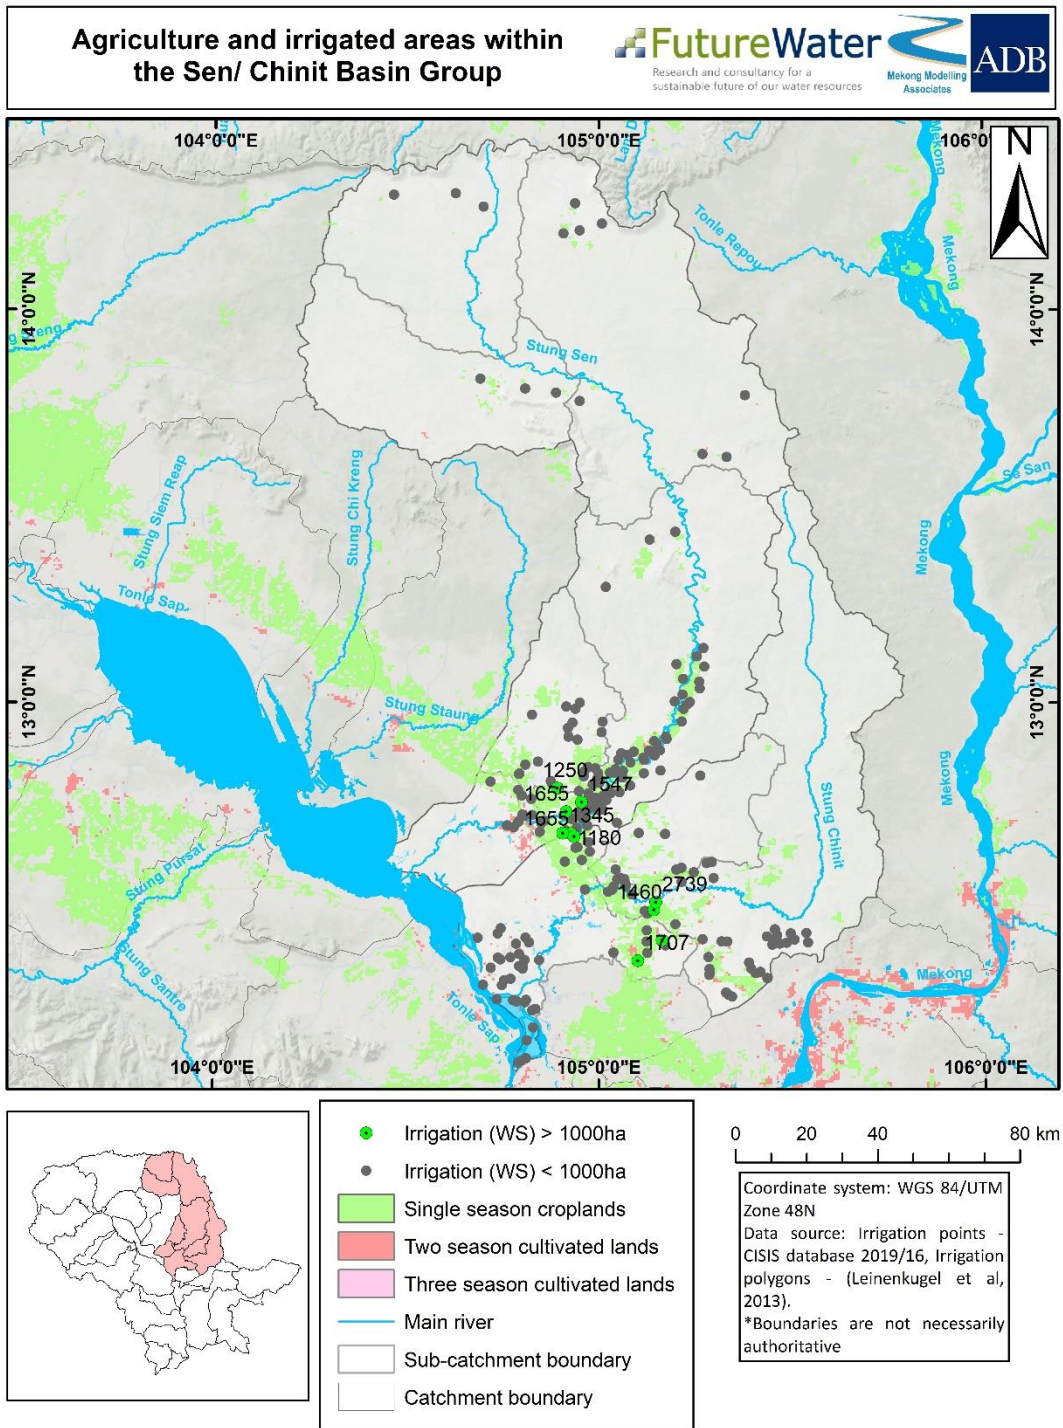 Agriculture and irrigated areas within
the Sen/ Chinit Basin Group
FutureWater
Research and consultancy for a
sustainable future of our water resources
Mekong Modelling
Associates
ADB
104°0'0"E
105°0'0"E
106°0'0"E
N
Mekong
Tonle Repou
Mekong
14°0'0"N
14°0'0"N
Stung Sen
Stung Siem Reap
Stung Chi Kreng
Se San
Mekong
Tonle Sap
13°0'0"N
13°0'0"N
Stung Staung
1250
1547
1655
1345
1655
1180
Mekong
Stung Chinit
Stung Pursat
2739
1460
1707
Stung Santre
Mekong
Tonle Sap
104°0'0"E
105°0'0"E
106°0'0"E
Irrigation (WS) > 1000ha
Irrigation (WS) < 1000ha
Single season croplands
Two season cultivated lands
Three season cultivated lands
Main river
Sub-catchment boundary
Catchment boundary
0 20 40 80 km
Coordinate system: WGS 84/UTM
Zone 48N
Data source: Irrigation points -
CISIS database 2019/16, Irrigation
polygons - (Leinenkugel et al,
2013).
*Boundaries are not necessarily
authoritative